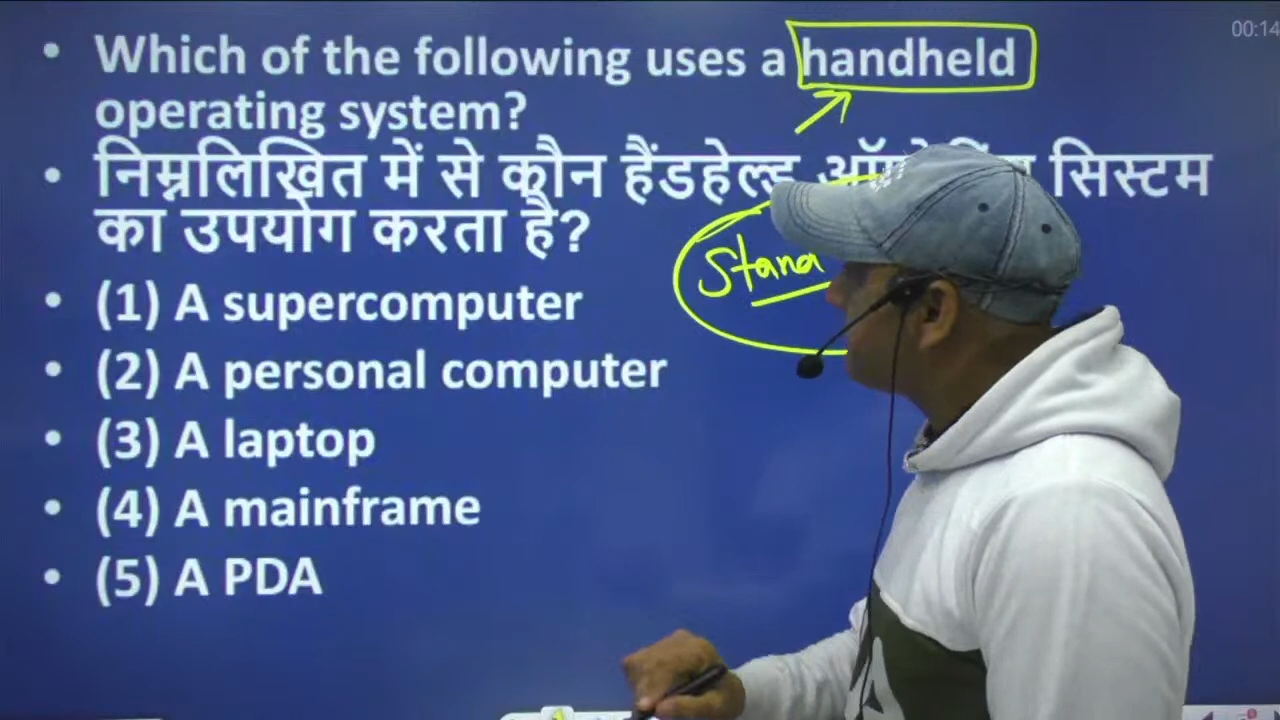 00:14
• Which of the following uses a handheld
operating system?
• निम्नलिखित में से कौन हैंडहेल्ड सिस्टम
का उपयोग करता है?
• (1) A supercomputer
• (2) A personal computer
• (3) A laptop
• (4) A mainframe
• (5) A PDA